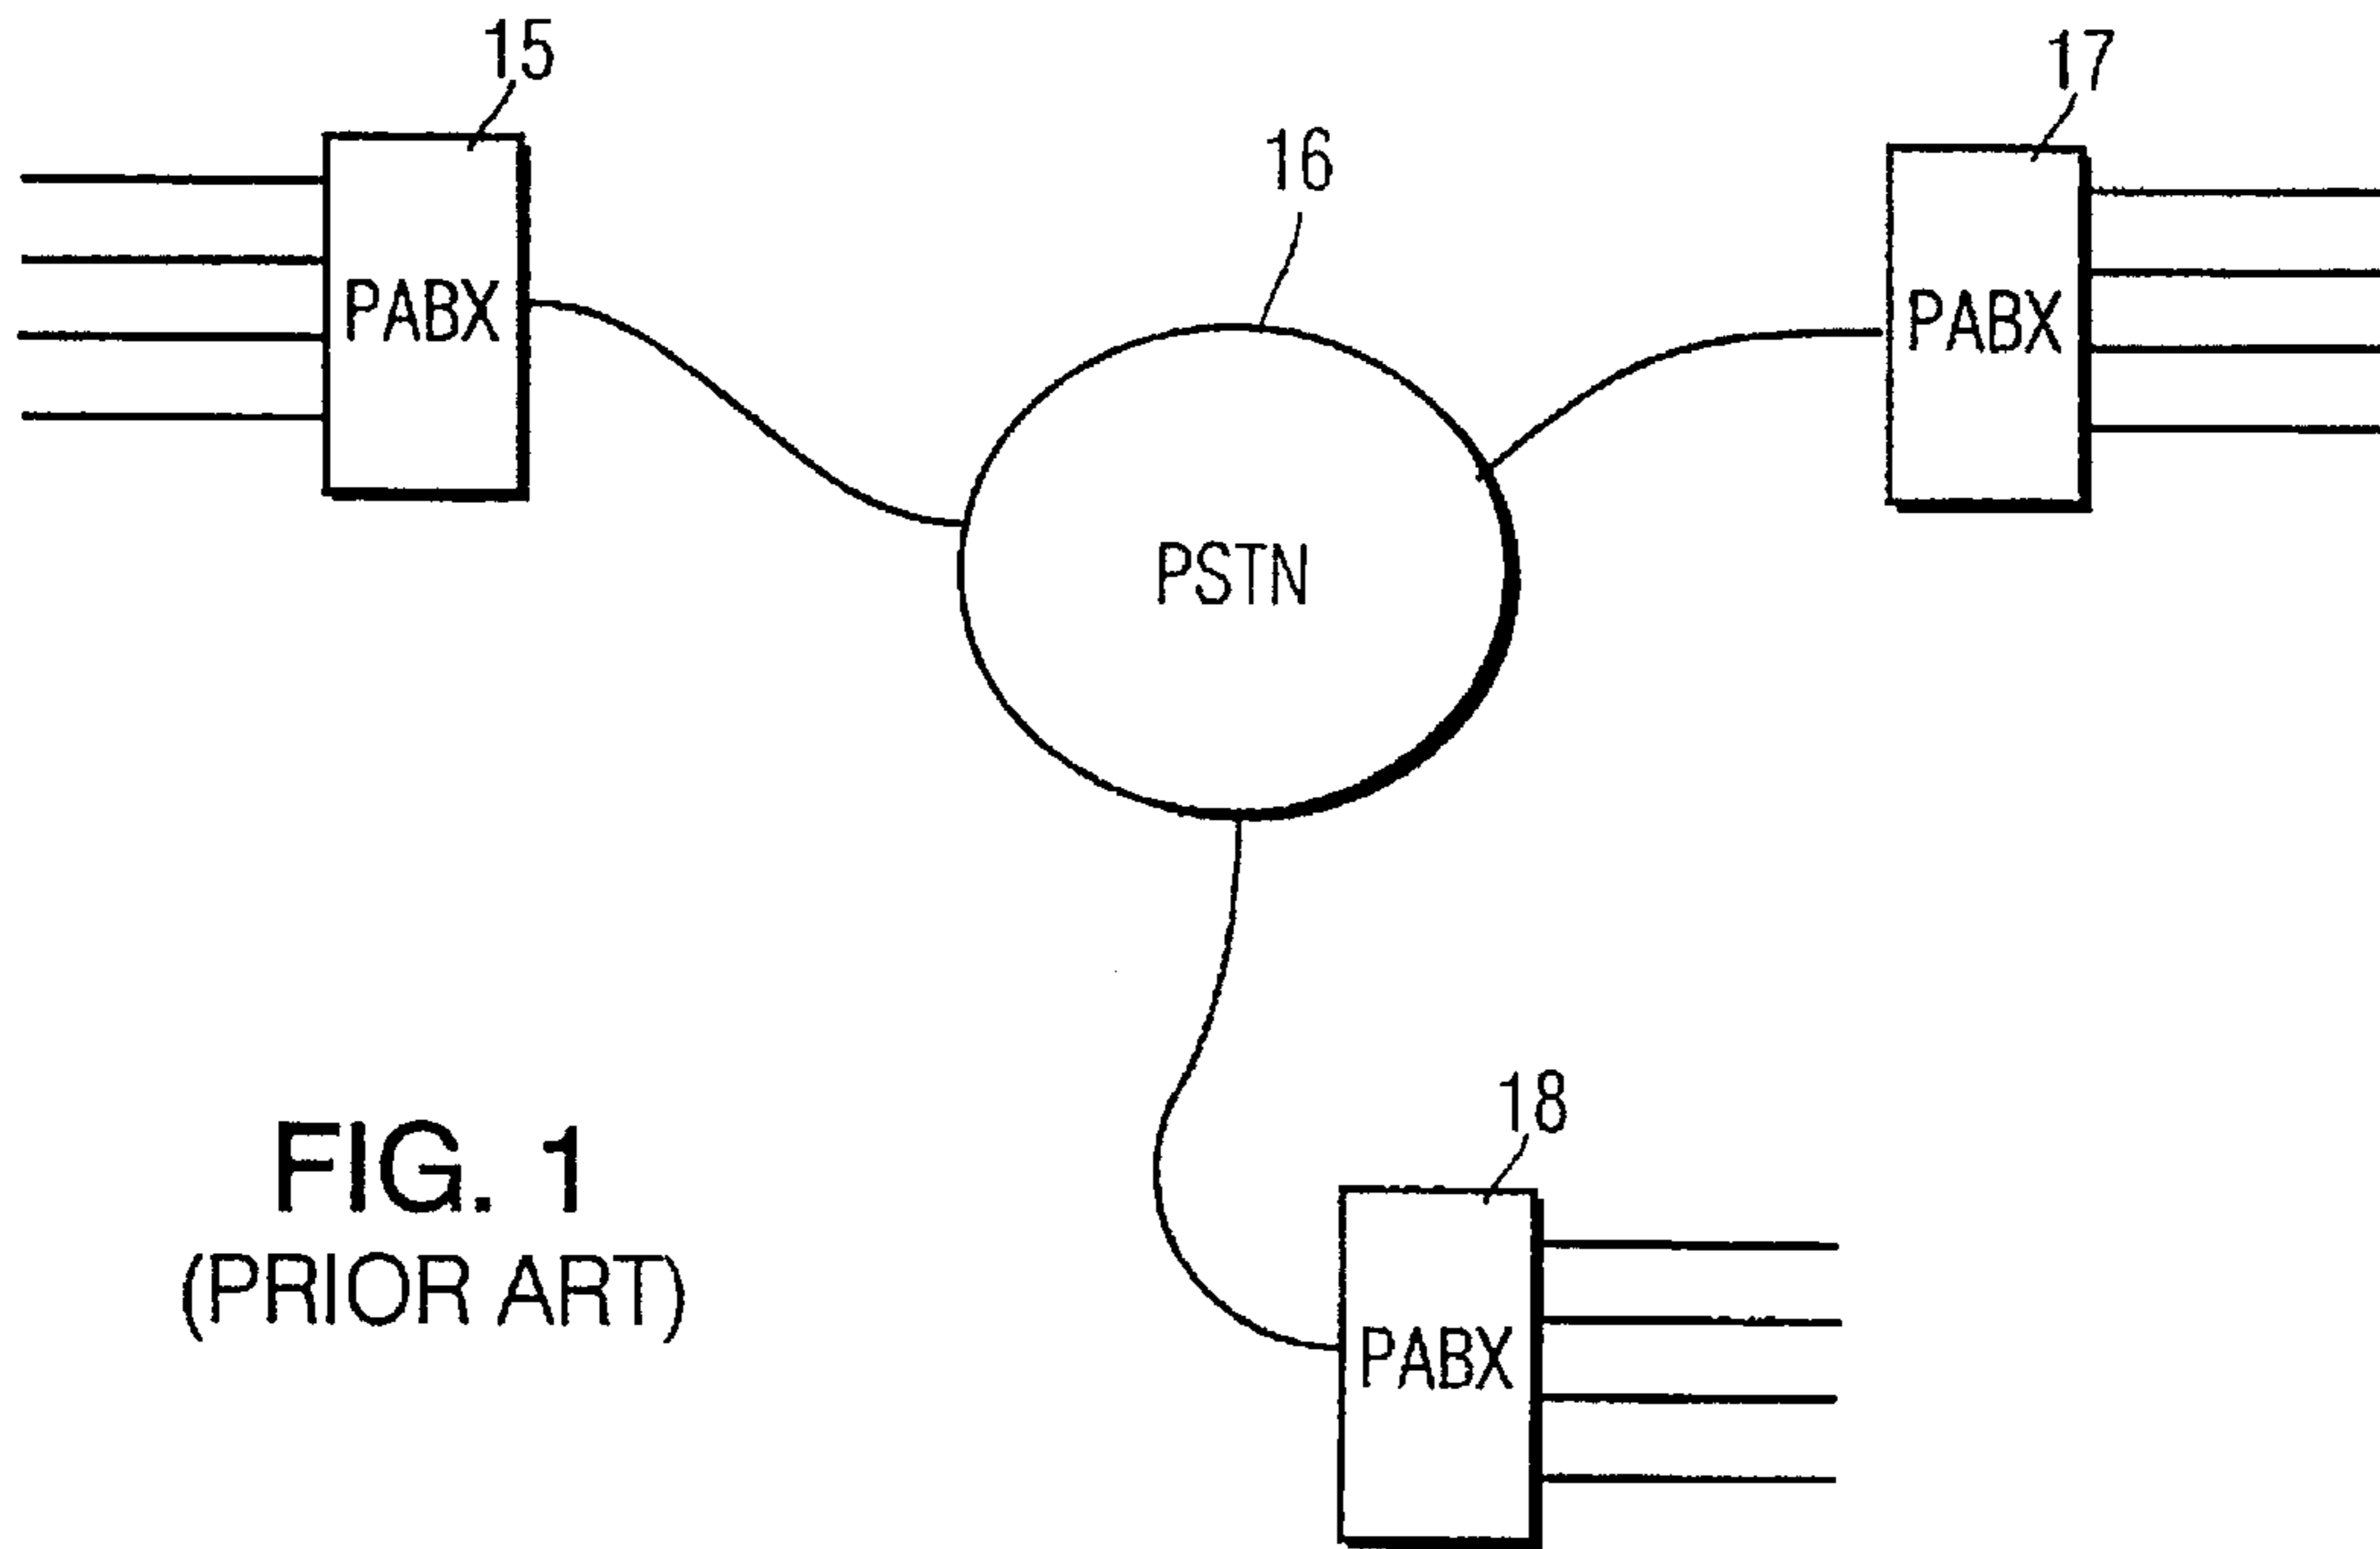 15
17
16
PABX
PABX
PSTN
18
FIG. 1
(PRIOR ART)
PABX